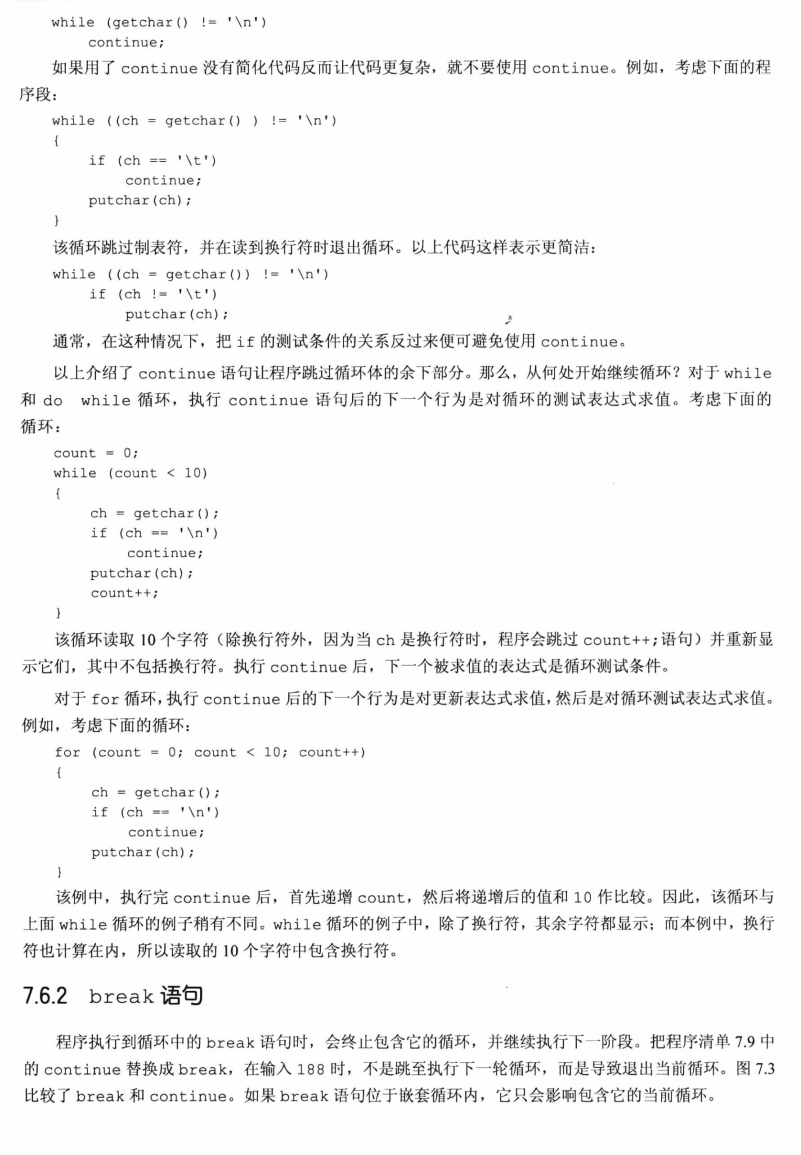 while (getchar() != '\n')
    continue;
如果用了 continue 没有简化代码反而让代码更复杂，就不要使用 continue。例如，考虑下面的程
序段：
while ((ch = getchar() ) != '\n')
{
    if (ch == '\t')
        continue;
    putchar(ch);
}
该循环跳过制表符，并在读到换行符时退出循环。以上代码这样表示更简洁：
while ((ch = getchar()) != '\n')
    if (ch != '\t')
        putchar(ch);
通常，在这种情况下，把 if 的测试条件的关系反过来便可避免使用 continue。
以上介绍了 continue 语句让程序跳过循环体的余下部分。那么，从何处开始继续循环？对于 while
和 do while 循环，执行 continue 语句后的下一个行为是对循环的测试表达式求值。考虑下面的
循环：
count = 0;
while (count < 10)
{
    ch = getchar();
    if (ch == '\n')
        continue;
    putchar(ch);
    count++;
}
该循环读取 10 个字符（除换行符外，因为当 ch 是换行符时，程序会跳过 count++;语句）并重新显
示它们，其中不包括换行符。执行 continue 后，下一个被求值的表达式是循环测试条件。
对于 for 循环，执行 continue 后的下一个行为是对更新表达式求值，然后是对循环测试表达式求值。
例如，考虑下面的循环：
for (count = 0; count < 10; count++)
{
    ch = getchar();
    if (ch == '\n')
        continue;
    putchar(ch);
}
该例中，执行完 continue 后，首先递增 count，然后将递增后的值和 10 作比较。因此，该循环与
上面 while 循环的例子稍有不同。while 循环的例子中，除了换行符，其余字符都显示；而本例中，换行
符也计算在内，所以读取的 10 个字符中包含换行符。
7.6.2 break 语句
程序执行到循环中的 break 语句时，会终止包含它的循环，并继续执行下一阶段。把程序清单 7.9 中
的 continue 替换成 break，在输入 188 时，不是跳至执行下一轮循环，而是导致退出当前循环。图 7.3
比较了 break 和 continue。如果 break 语句位于嵌套循环内，它只会影响包含它的当前循环。